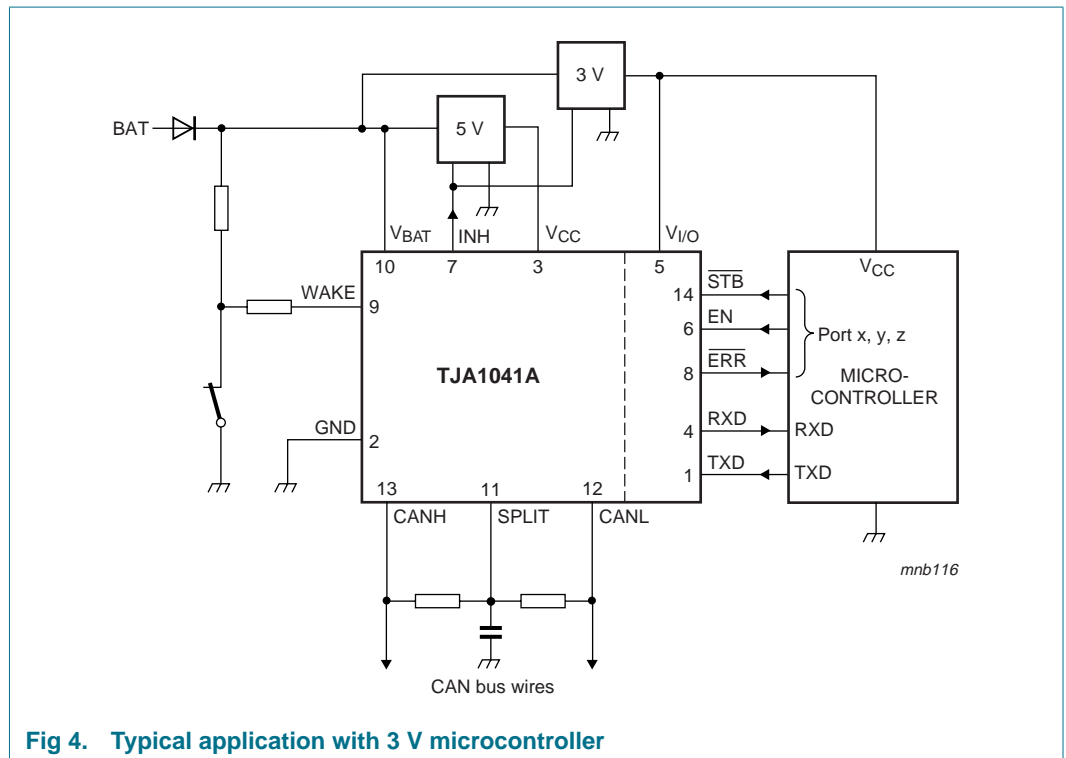 3 V
BAT
5 V
VBAT
INH
VCC
VI/O
VCC
10
7
3
5
STB
14
WAKE
9
EN
6
Port x, y, z
ERR
8
TJA1041A
MICRO-
CONTROLLER
GND
2
RXD
4
RXD
TXD
1
TXD
13
11
12
CANH
SPLIT
CANL
mnb116
CAN bus wires
Fig 4. Typical application with 3 V microcontroller